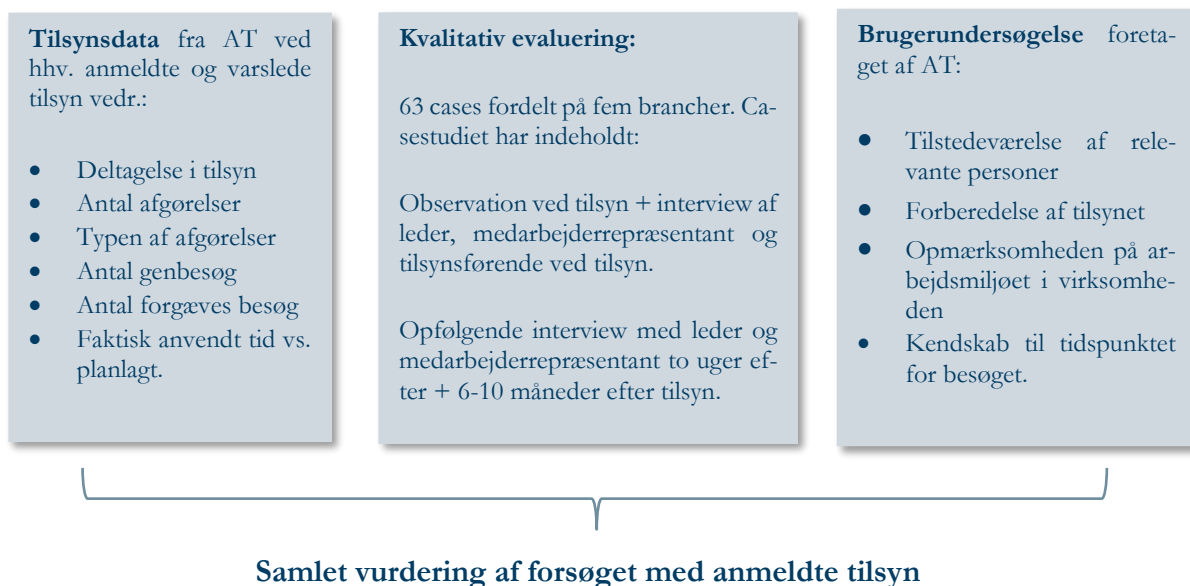 Tilsynsdata fra AT ved
hhv. anmeldte og varslede
tilsyn vedr.:
• Deltagelse i tilsyn
• Antal afgørelser
• Typen af afgørelser
• Antal genbesøg
• Antal forgæves besøg
• Faktisk anvendt tid vs.
planlagt.
Kvalitativ evaluering:
63 cases fordelt på fem brancher. Ca-
sestudiet har indeholdt:
Observation ved tilsyn + interview af
leder, medarbejderrepræsentant og
tilsynsførende ved tilsyn.
Opfølgende interview med leder og
medarbejderrepræsentant to uger ef-
ter + 6-10 måneder efter tilsyn.
Brugerundersøgelse foreta-
get af AT:
• Tilstedeværelse af rele-
vante personer
• Forberedelse af tilsynet
• Opmærksomheden på ar-
bejdsmiljøet i virksomhe-
den
• Kendskab til tidspunktet
for besøget.
Samlet vurdering af forsøget med anmeldte tilsyn